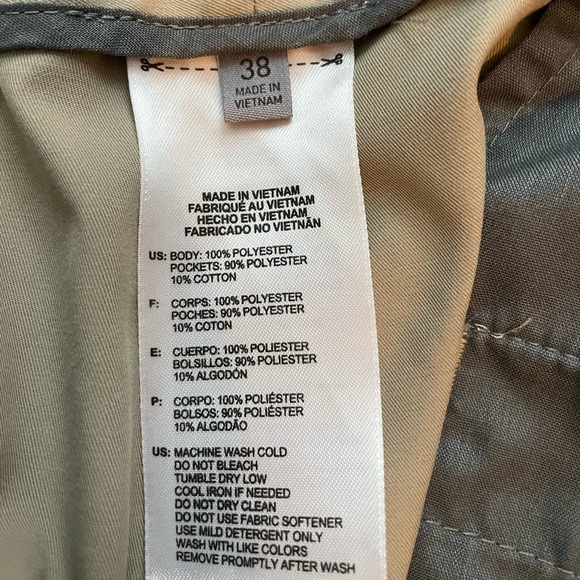 38
MADE IN
VIETNAM
MADE IN VIETNAM
FABRIQUÉ AU VIETNAM
HECHO EN VIETNAM
FABRICADO NO VIETNÃN
US: BODY: 100% POLYESTER
POCKETS: 90% POLYESTER
10% COTTON
F: CORPS: 100% POLYESTER
POCHES: 90% POLYESTER
10% COTON
E: CUERPO: 100% POLIESTER
BOLSILLOS: 90% POLIESTER
10% ALGODÓN
P: CORPO: 100% POLIÉSTER
BOLSOS: 90% POLIÉSTER
10% ALGODÃO
US: MACHINE WASH COLD
DO NOT BLEACH
TUMBLE DRY LOW
COOL IRON IF NEEDED
DO NOT DRY CLEAN
DO NOT USE FABRIC SOFTENER
USE MILD DETERGENT ONLY
WASH WITH LIKE COLORS
REMOVE PROMPTLY AFTER WASH